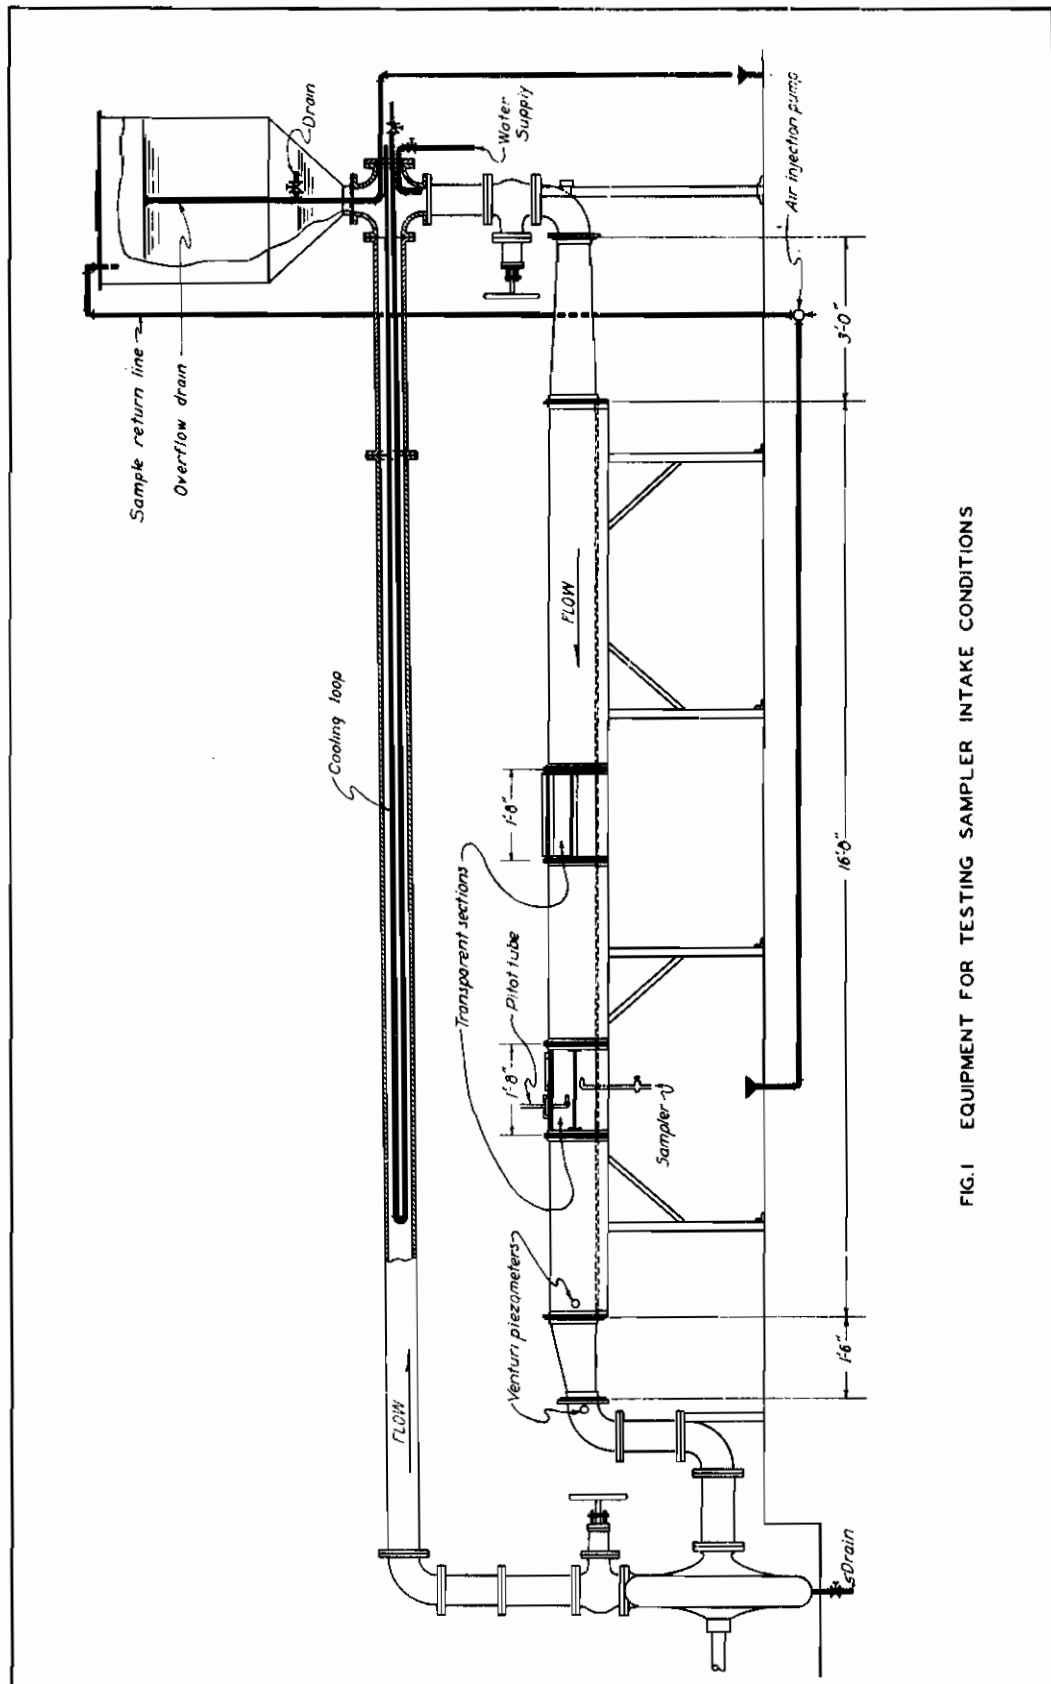 Sample return line
Overflow drain
Drain
Water
Supply
Air injection pump
Cooling loop
FLOW
FLOW
Transparent sections
Pitot tube
Venturi piezometers
Sampler
1'-8"
1'-8"
3'-0"
16'-0"
1'-6"
Drain
FIG.1 EQUIPMENT FOR TESTING SAMPLER INTAKE CONDITIONS